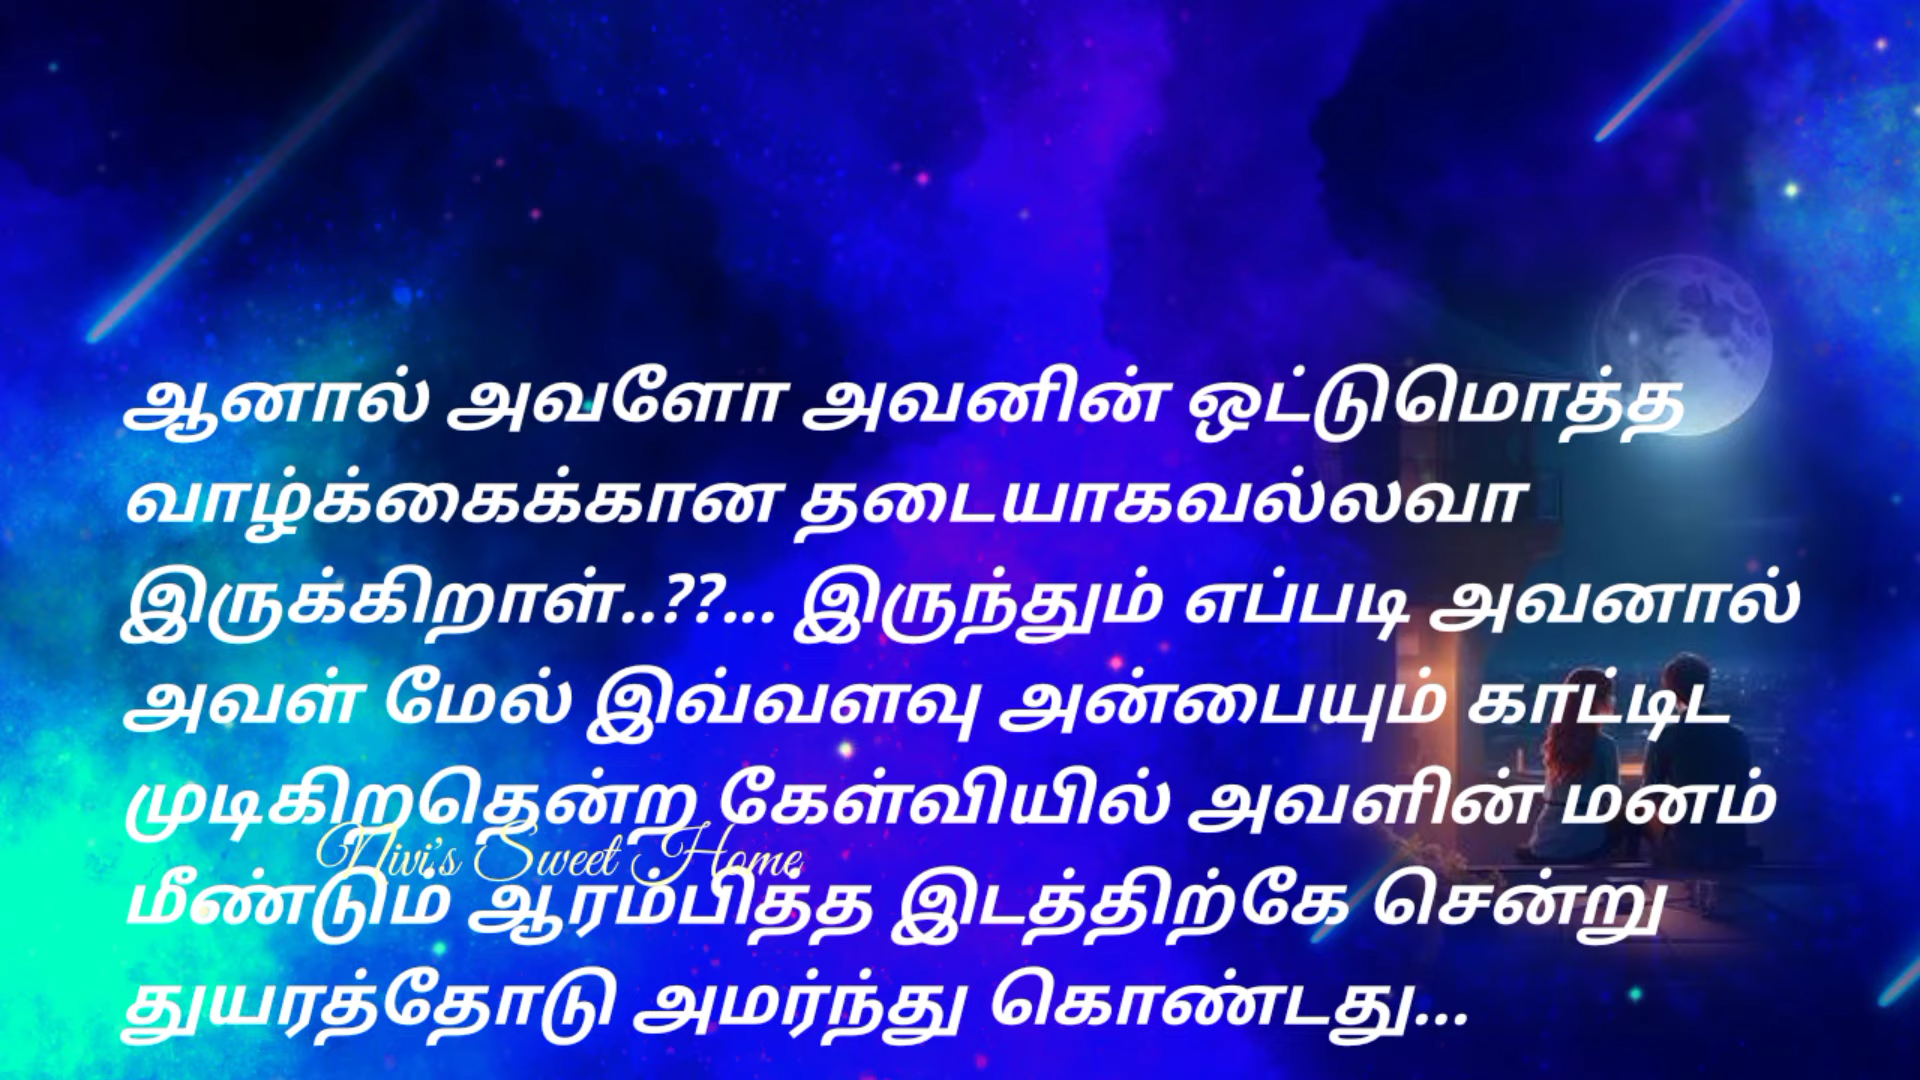 ஆனால் அவளோ அவனின் ஒட்டுமொத்த
வாழ்க்கைக்கான தடையாகவல்லவா
இருக்கிறாள்..??... இருந்தும் எப்படி அவனால்
அவள் மேல் இவ்வளவு அன்பையும் காட்டிட
முடிகிறதென்ற கேள்வியில் அவளின் மனம்
Nivi's Sweet Home
மீண்டும் ஆரம்பித்த இடத்திற்கே சென்று
துயரத்தோடு அமர்ந்து கொண்டது...